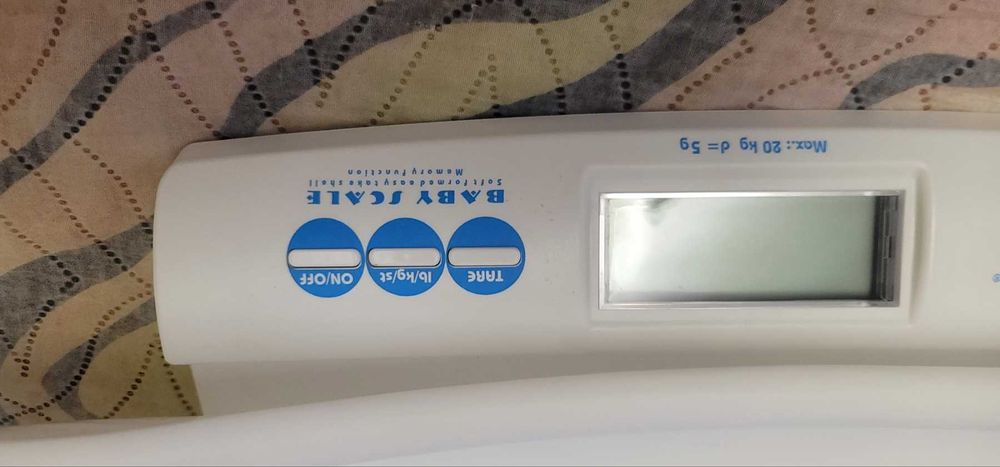 Max.: 20 kg d = 5g
TARE
lb/kg/st
ON/OFF
BABY SCALE
Soft formed easy take shell
Memory function